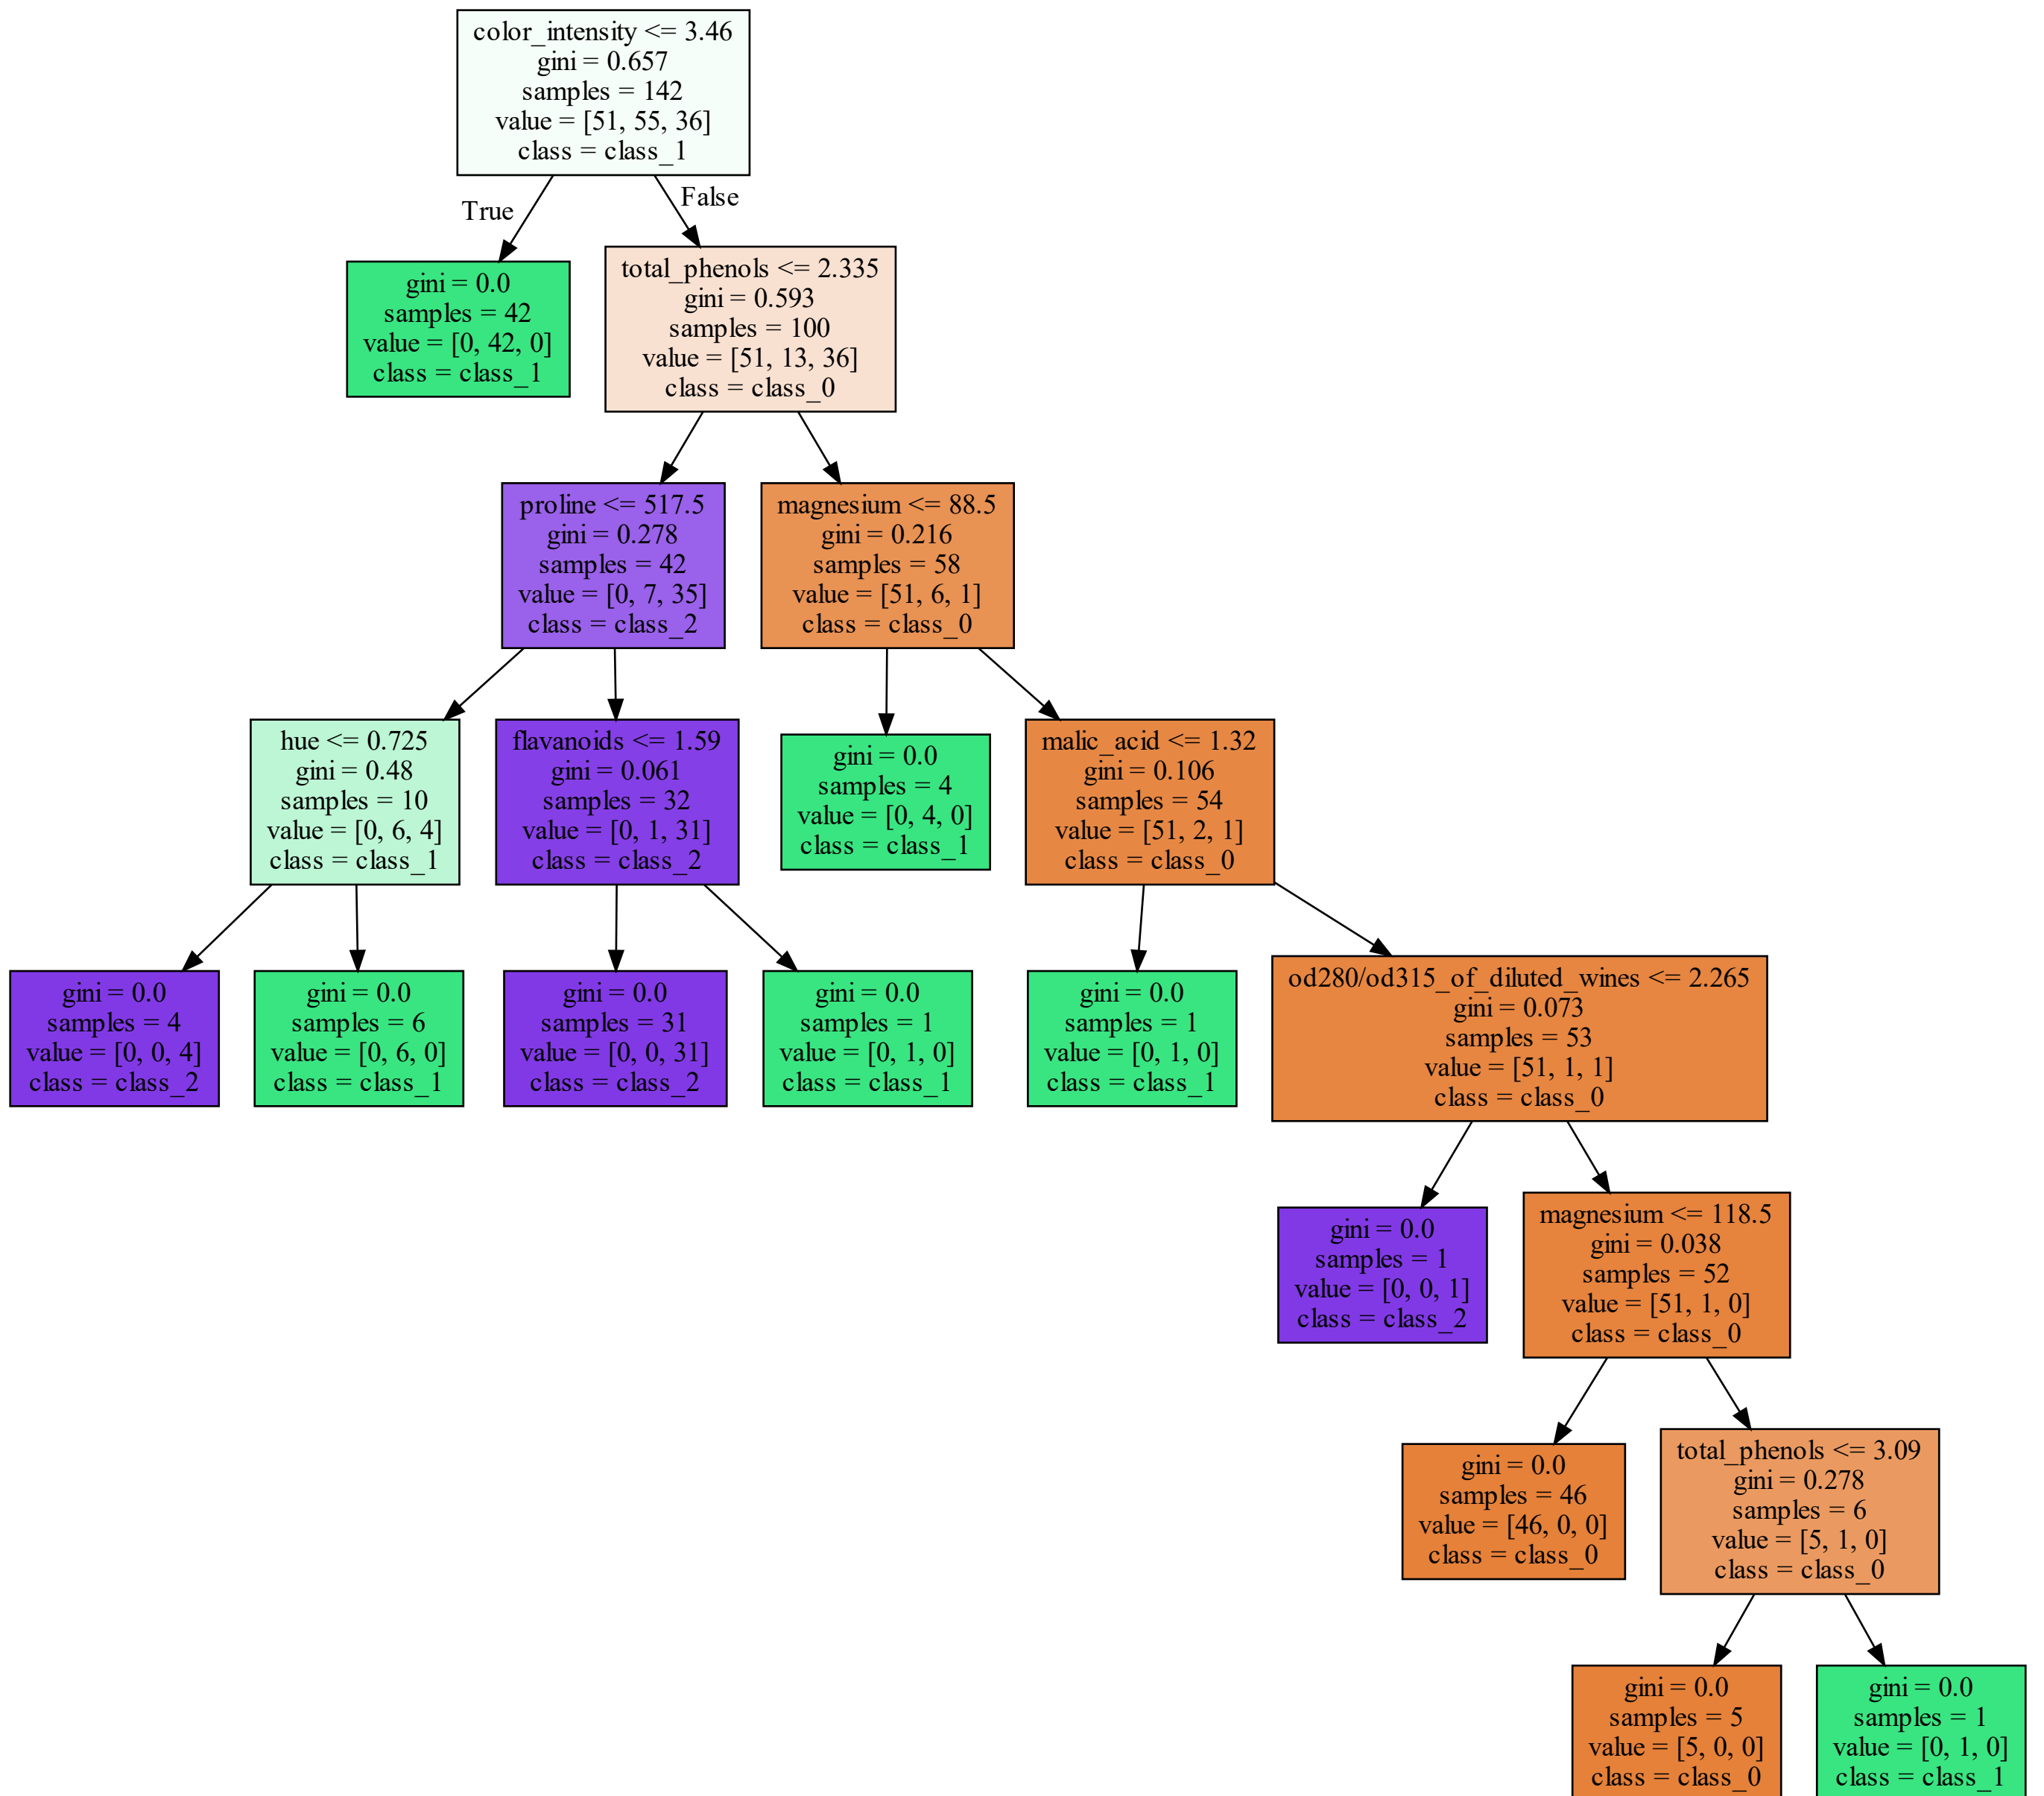 color_intensity <= 3.46
gini = 0.657
samples = 142
value = [51, 55, 36]
class = class_1
True
False
gini = 0.0
samples = 42
value = [0, 42, 0]
class = class_1
total_phenols <= 2.335
gini = 0.593
samples = 100
value = [51, 13, 36]
class = class_0
proline <= 517.5
gini = 0.278
samples = 42
value = [0, 7, 35]
class = class_2
magnesium <= 88.5
gini = 0.216
samples = 58
value = [51, 6, 1]
class = class_0
hue <= 0.725
gini = 0.48
samples = 10
value = [0, 6, 4]
class = class_1
flavanoids <= 1.59
gini = 0.061
samples = 32
value = [0, 1, 31]
class = class_2
gini = 0.0
samples = 4
value = [0, 4, 0]
class = class_1
malic_acid <= 1.32
gini = 0.106
samples = 54
value = [51, 2, 1]
class = class_0
gini = 0.0
samples = 4
value = [0, 0, 4]
class = class_2
gini = 0.0
samples = 6
value = [0, 6, 0]
class = class_1
gini = 0.0
samples = 31
value = [0, 0, 31]
class = class_2
gini = 0.0
samples = 1
value = [0, 1, 0]
class = class_1
gini = 0.0
samples = 1
value = [0, 1, 0]
class = class_1
od280/od315_of_diluted_wines <= 2.265
gini = 0.073
samples = 53
value = [51, 1, 1]
class = class_0
gini = 0.0
samples = 1
value = [0, 0, 1]
class = class_2
magnesium <= 118.5
gini = 0.038
samples = 52
value = [51, 1, 0]
class = class_0
gini = 0.0
samples = 46
value = [46, 0, 0]
class = class_0
total_phenols <= 3.09
gini = 0.278
samples = 6
value = [5, 1, 0]
class = class_0
gini = 0.0
samples = 5
value = [5, 0, 0]
class = class_0
gini = 0.0
samples = 1
value = [0, 1, 0]
class = class_1